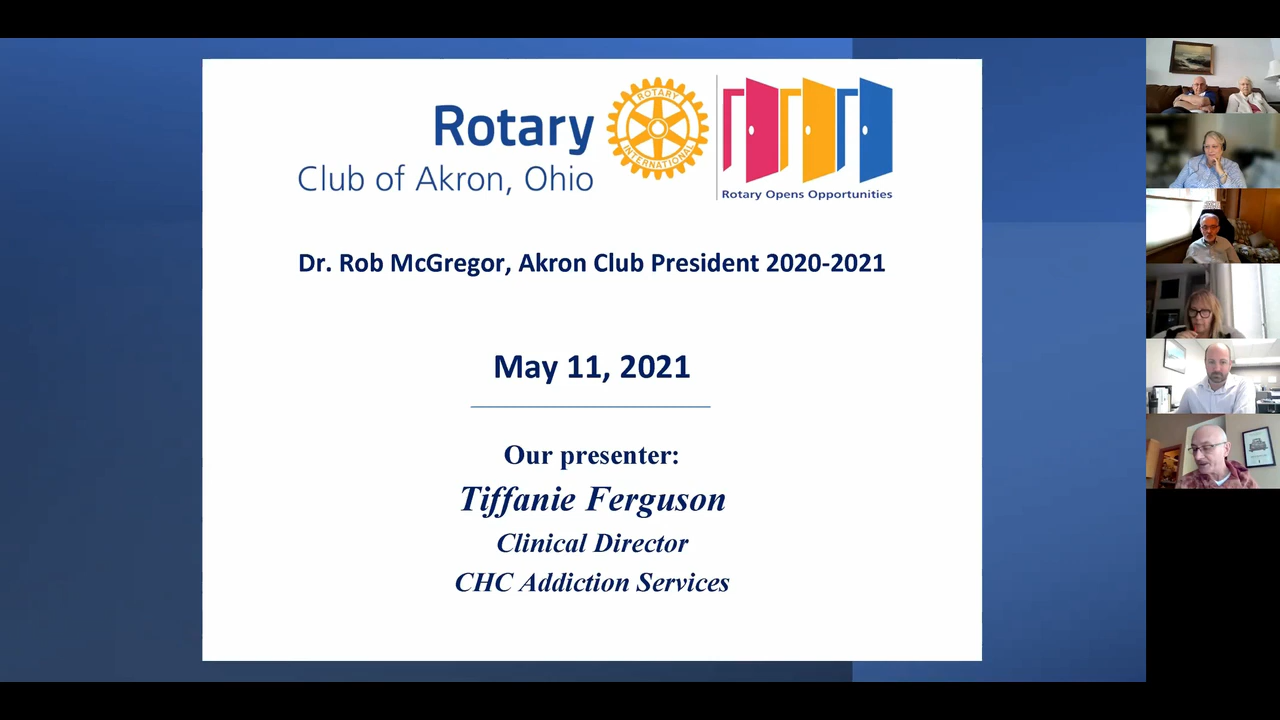 Rotary
Club of Akron, Ohio
ROTARY
INTERNATIONAL
Rotary Opens Opportunities
Dr. Rob McGregor, Akron Club President 2020-2021
May 11, 2021
Our presenter:
Tiffanie Ferguson
Clinical Director
CHC Addiction Services